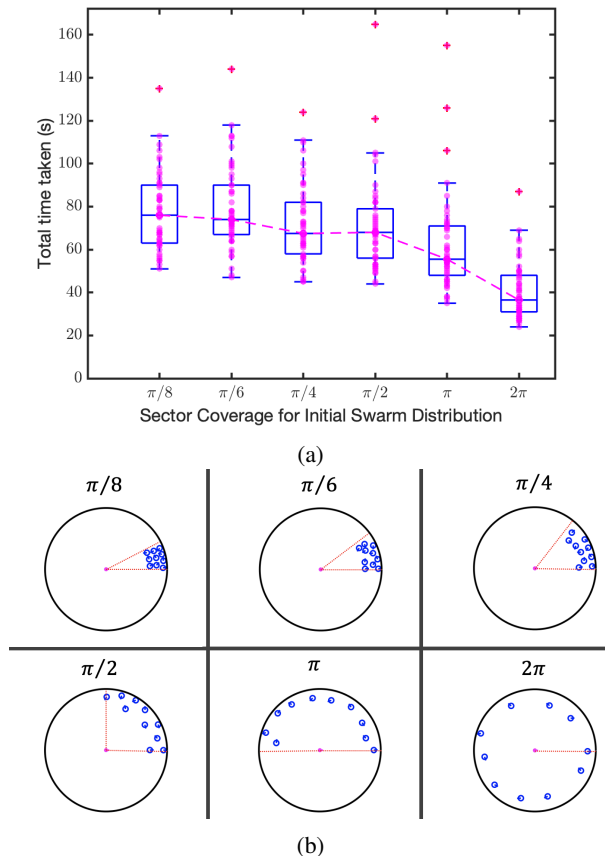 160
140
120
100
80
60
40
20
0
Total time taken (s)
π/8 π/6 π/4 π/2 π 2π
Sector Coverage for Initial Swarm Distribution
(a)
π/8 π/6 π/4
π/2 π 2π
(b)